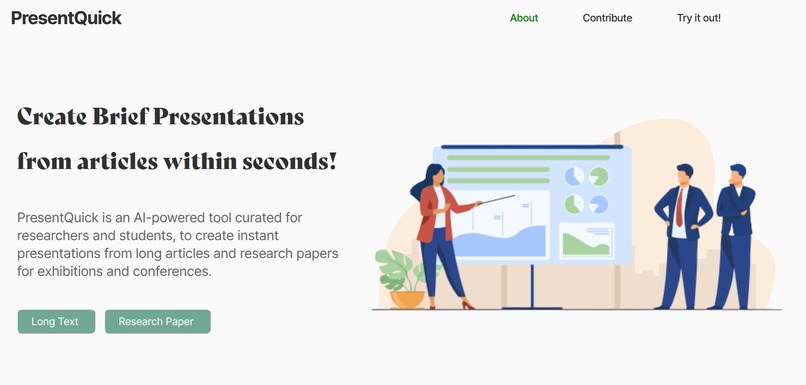 PresentQuick
About
Contribute
Try it out!
Create Brief Presentations
from articles within seconds!
PresentQuick is an AI-powered tool curated for
researchers and students, to create instant
presentations from long articles and research papers
for exhibitions and conferences.
Long Text
Research Paper